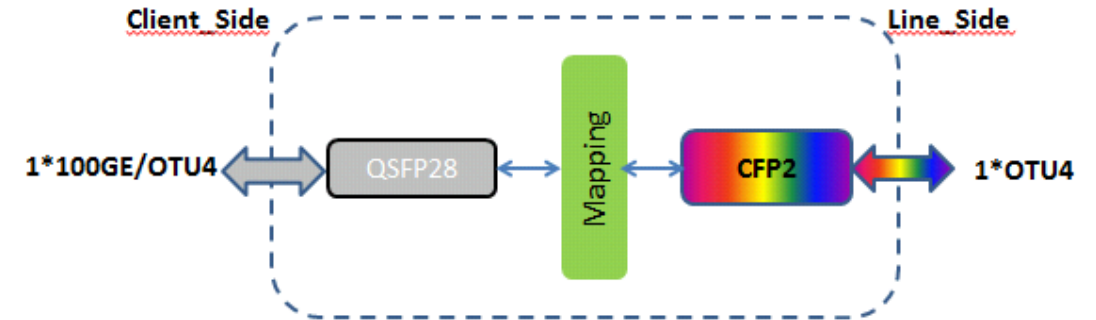 Client_Side
Line_Side
1*100GE/OTU4
QSFP28
Mapping
CFP2
1*OTU4